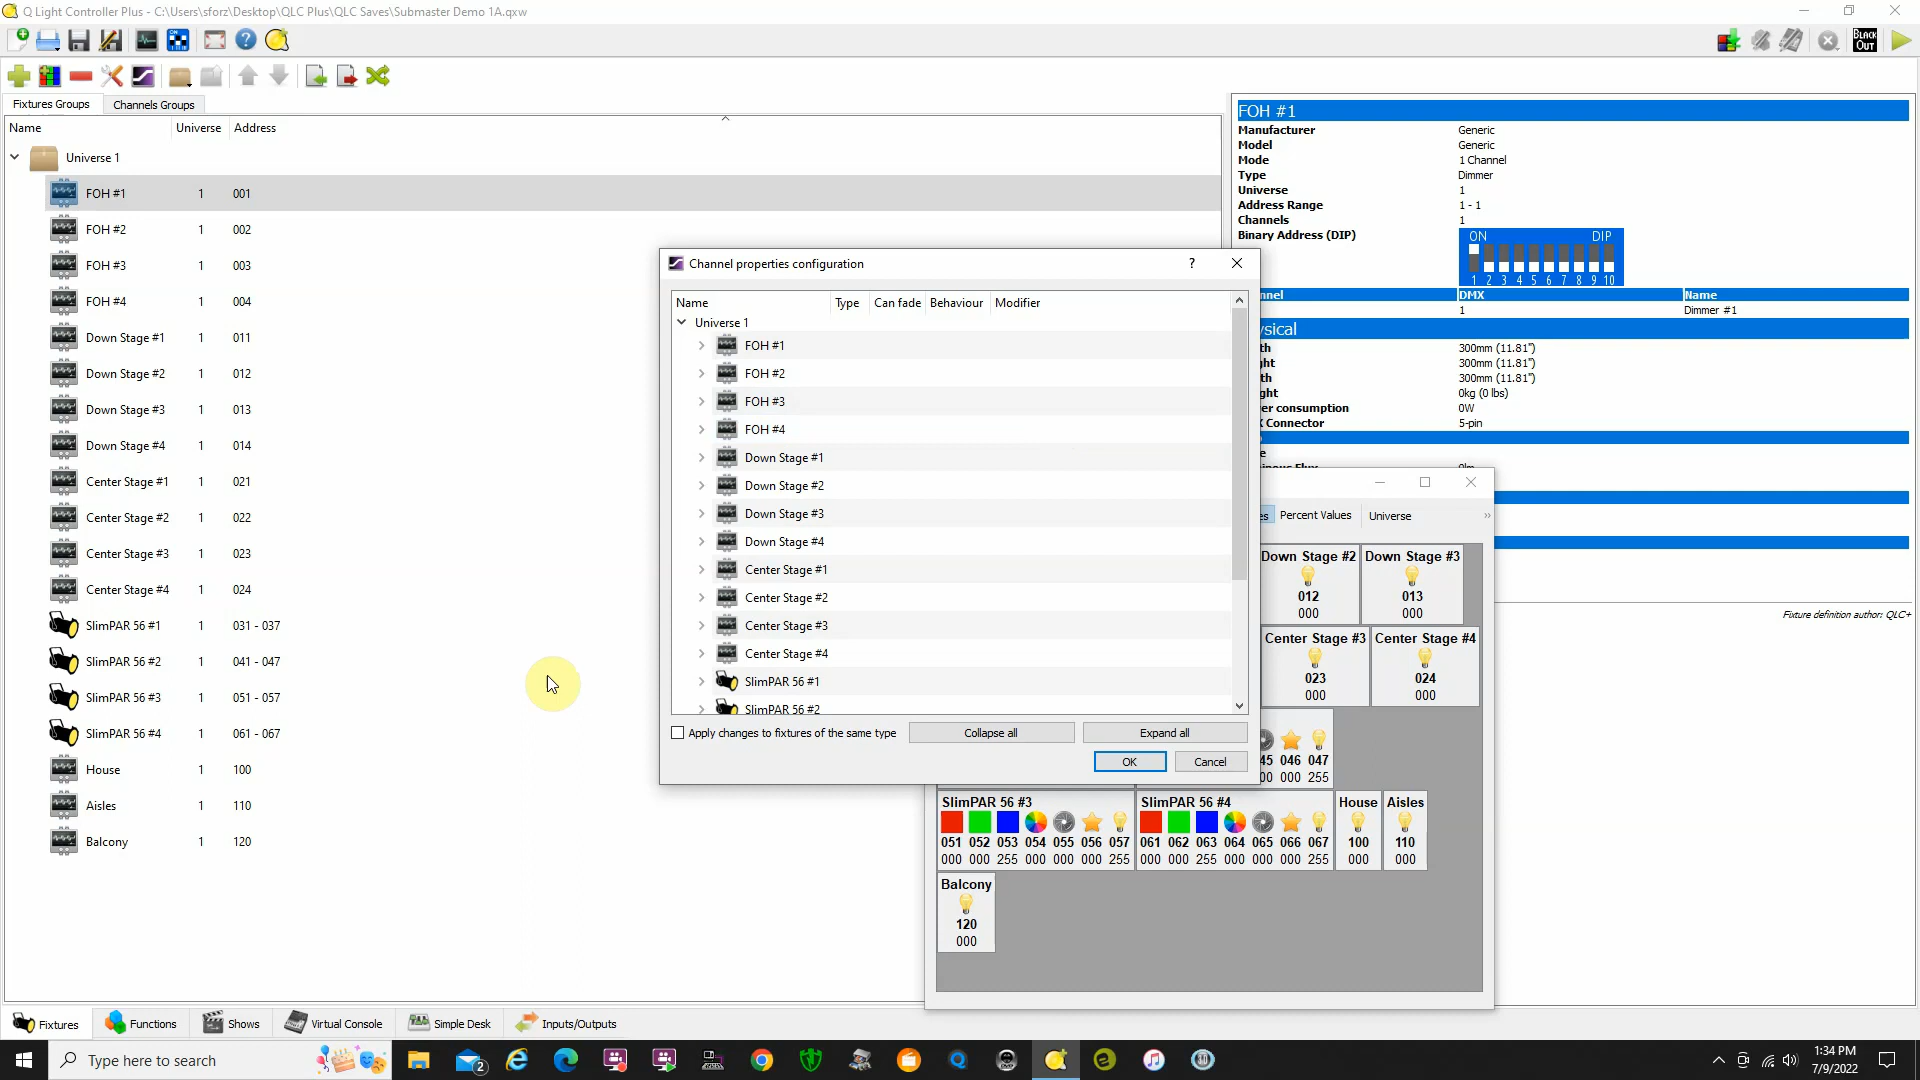 Q Light Controller Plus - C:\Users\sforz\Desktop\QLC Plus\QLC Saves\Submaster Demo 1A.qxw
BLACK OUT
Fixtures Groups
Channels Groups
Name Universe Address
Universe 1
FOH #1 1 001
FOH #2 1 002
FOH #3 1 003
FOH #4 1 004
Down Stage #1 1 011
Down Stage #2 1 012
Down Stage #3 1 013
Down Stage #4 1 014
Center Stage #1 1 021
Center Stage #2 1 022
Center Stage #3 1 023
Center Stage #4 1 024
SlimPAR 56 #1 1 031 - 037
SlimPAR 56 #2 1 041 - 047
SlimPAR 56 #3 1 051 - 057
SlimPAR 56 #4 1 061 - 067
House 1 100
Aisles 1 110
Balcony 1 120
Channel properties configuration ?
Name Type Can fade Behaviour Modifier
Universe 1
FOH #1
FOH #2
FOH #3
FOH #4
Down Stage #1
Down Stage #2
Down Stage #3
Down Stage #4
Center Stage #1
Center Stage #2
Center Stage #3
Center Stage #4
SlimPAR 56 #1
SlimPAR 56 #2
Apply changes to fixtures of the same type
Collapse all
Expand all
OK
Cancel
FOH #1
Manufacturer Generic
Model Generic
Mode 1 Channel
Type Dimmer
Universe 1
Address Range 1 - 1
Channels 1
Binary Address (DIP)
ON DIP
1 2 3 4 5 6 7 8 9 10
nnel DMX Name
1 Dimmer #1
ysical
th 300mm (11.81")
ght 300mm (11.81")
th 300mm (11.81")
ght 0kg (0 lbs)
er consumption 0W
Connector 5-pin
Fixture definition author: QLC+
es Percent Values Universe »
Down Stage #2 Down Stage #3
012 013
000 000
Center Stage #3 Center Stage #4
023 024
000 000
45 046 047
00 000 255
SlimPAR 56 #3 SlimPAR 56 #4 House Aisles
051 052 053 054 055 056 057 061 062 063 064 065 066 067 100 110
000 000 255 000 000 000 255 000 000 255 000 000 000 255 000 000
Balcony
120
000
Fixtures
Functions
Shows
Virtual Console
Simple Desk
Inputs/Outputs
Type here to search
2
1:34 PM
7/9/2022